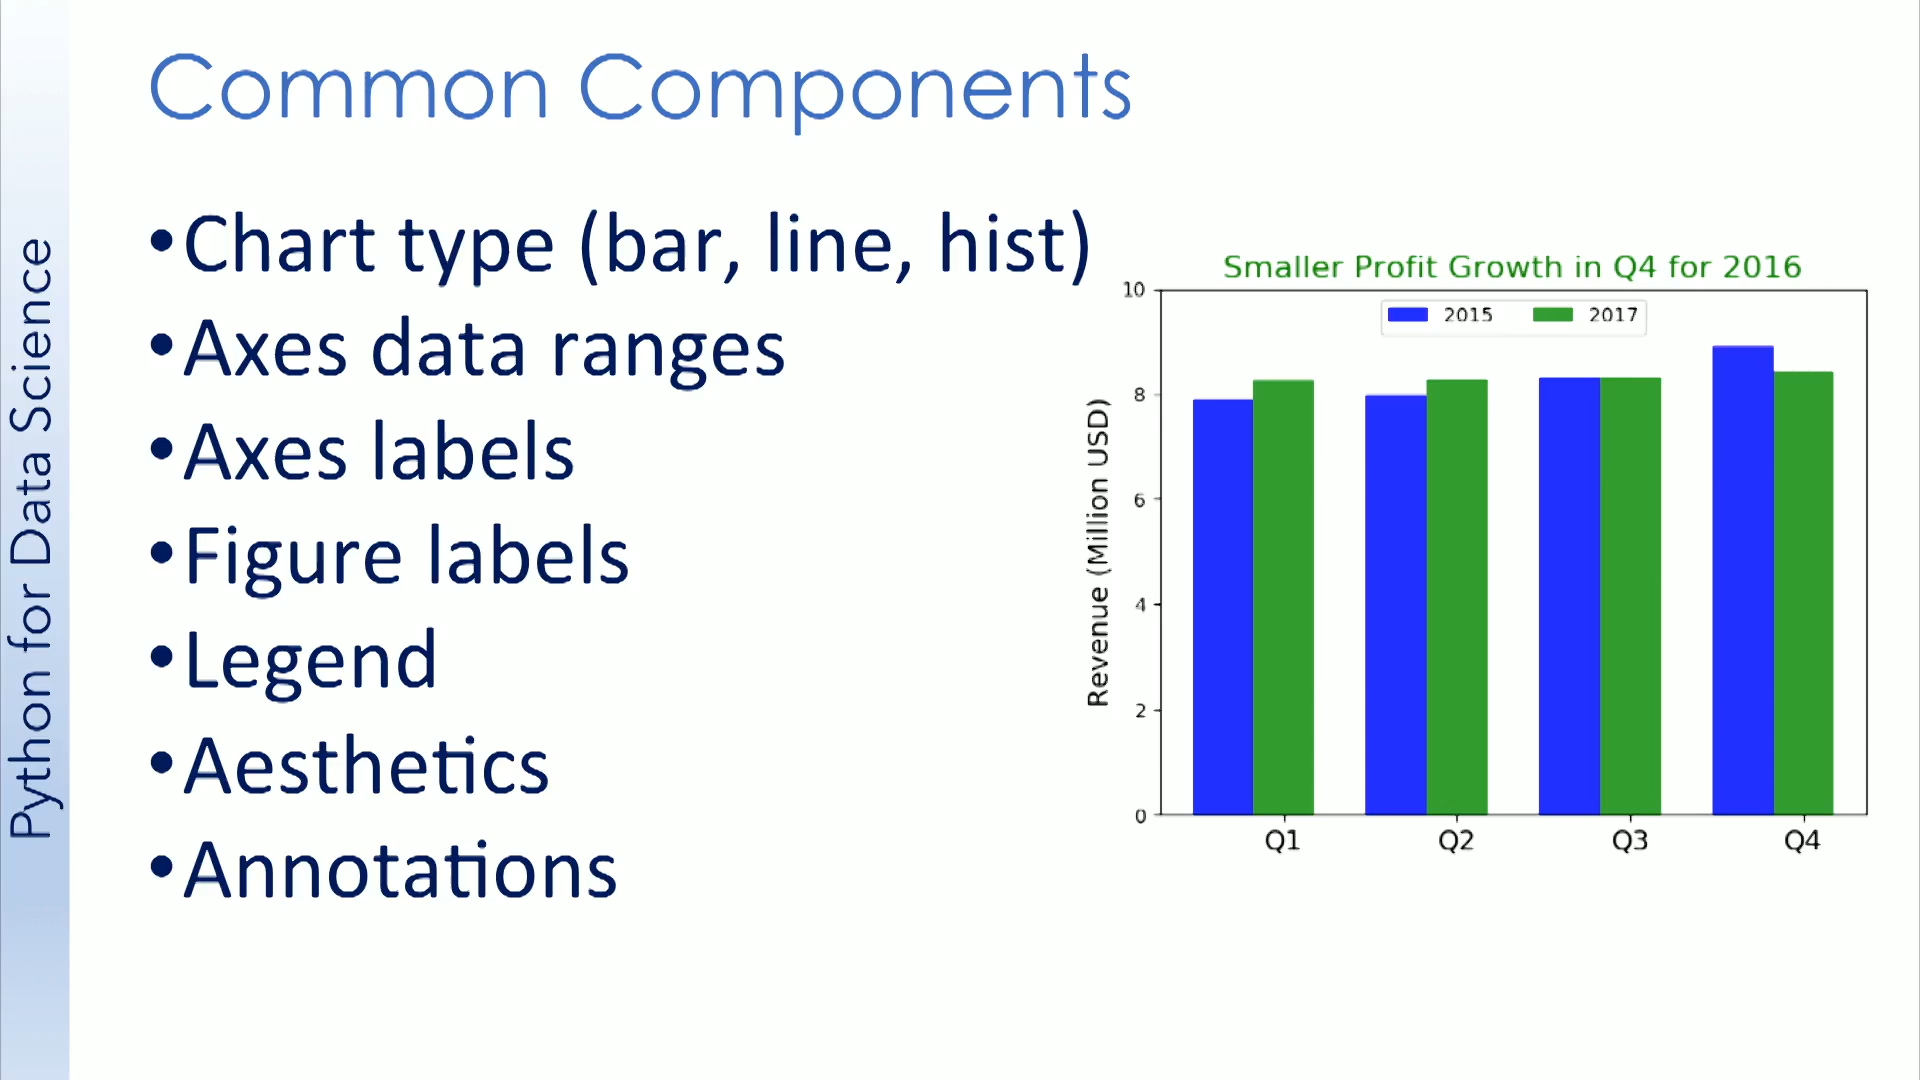 Common Components
Python for Data Science
•Chart type (bar, line, hist)
•Axes data ranges
•Axes labels
•Figure labels
•Legend
•Aesthetics
•Annotations
Smaller Profit Growth in Q4 for 2016
2015 2017
Revenue (Million USD)
10
8
6
4
2
0
Q1 Q2 Q3 Q4